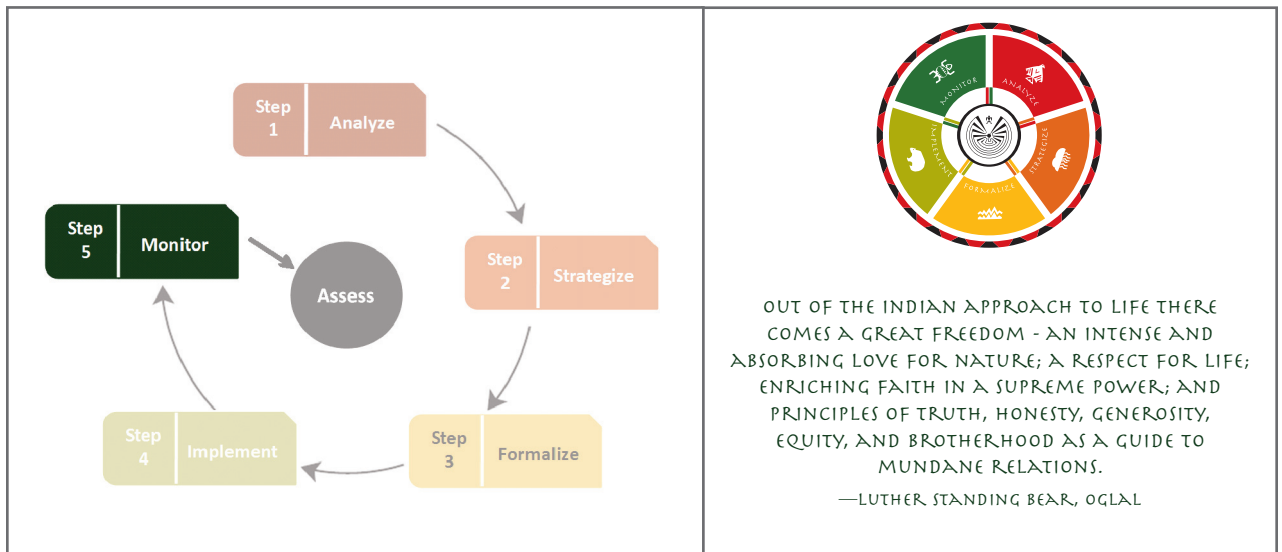 Step
1
Analyze
Step
2
Strategize
Step
3
Formalize
Step
4
Implement
Step
5
Monitor
Assess
MONITOR
ANALYZE
STRATEGIZE
FORMALIZE
IMPLEMENT
OUT OF THE INDIAN APPROACH TO LIFE THERE
COMES A GREAT FREEDOM - AN INTENSE AND
ABSORBING LOVE FOR NATURE; A RESPECT FOR LIFE;
ENRICHING FAITH IN A SUPREME POWER; AND
PRINCIPLES OF TRUTH, HONESTY, GENEROSITY,
EQUITY, AND BROTHERHOOD AS A GUIDE TO
MUNDANE RELATIONS.
—LUTHER STANDING BEAR, OGLAL